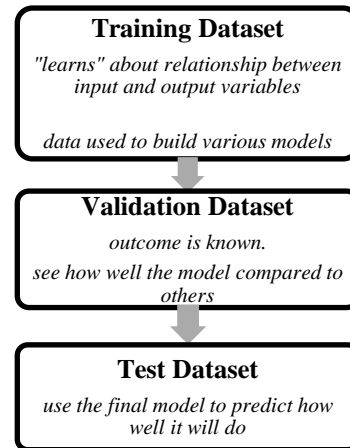 Training Dataset
"learns" about relationship between
input and output variables
data used to build various models
Validation Dataset
outcome is known.
see how well the model compared to
others
Test Dataset
use the final model to predict how
well it will do